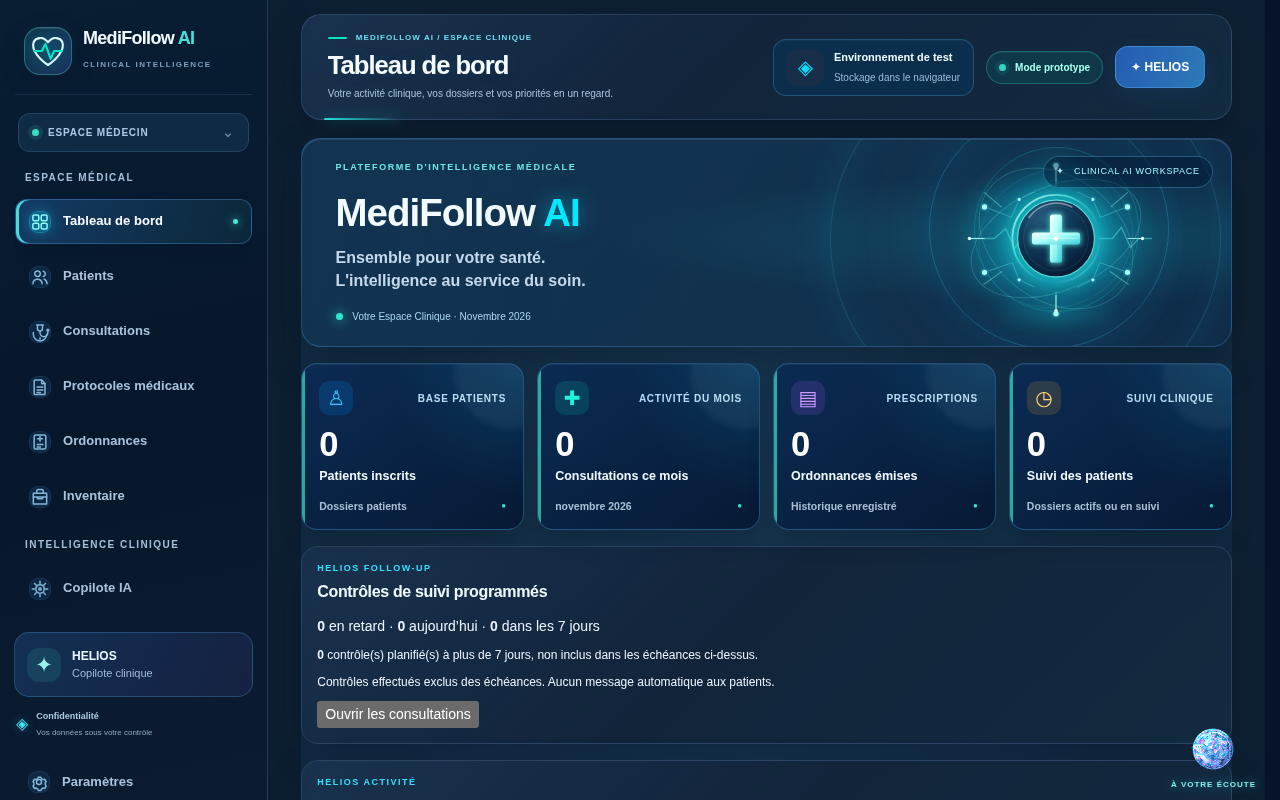 MediFollow AI
CLINICAL INTELLIGENCE
ESPACE MÉDECIN
ESPACE MÉDICAL
Tableau de bord
Patients
Consultations
Protocoles médicaux
Ordonnances
Inventaire
INTELLIGENCE CLINIQUE
Copilote IA
HELIOS
Copilote clinique
Confidentialité
Vos données sous votre contrôle
Paramètres
MEDIFOLLOW AI / ESPACE CLINIQUE
Tableau de bord
Votre activité clinique, vos dossiers et vos priorités en un regard.
Environnement de test
Stockage dans le navigateur
Mode prototype
✦ HELIOS
PLATEFORME D'INTELLIGENCE MÉDICALE
MediFollow AI
Ensemble pour votre santé.
L'intelligence au service du soin.
Votre Espace Clinique · Novembre 2026
CLINICAL AI WORKSPACE
BASE PATIENTS
0
Patients inscrits
Dossiers patients
ACTIVITÉ DU MOIS
0
Consultations ce mois
novembre 2026
PRESCRIPTIONS
0
Ordonnances émises
Historique enregistré
SUIVI CLINIQUE
0
Suivi des patients
Dossiers actifs ou en suivi
HELIOS FOLLOW-UP
Contrôles de suivi programmés
0 en retard · 0 aujourd’hui · 0 dans les 7 jours
0 contrôle(s) planifié(s) à plus de 7 jours, non inclus dans les échéances ci-dessus.
Contrôles effectués exclus des échéances. Aucun message automatique aux patients.
Ouvrir les consultations
HELIOS ACTIVITÉ
À VOTRE ÉCOUTE